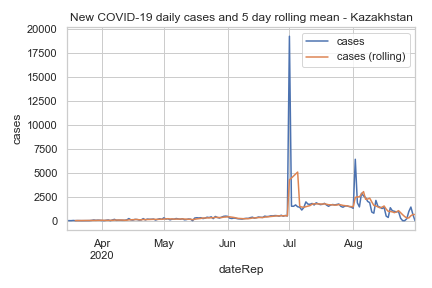 New COVID-19 daily cases and 5 day rolling mean - Kazakhstan
20000
17500
15000
12500
10000
7500
5000
2500
0
cases
cases
cases (rolling)
Apr
2020
May
Jun
Jul
Aug
dateRep